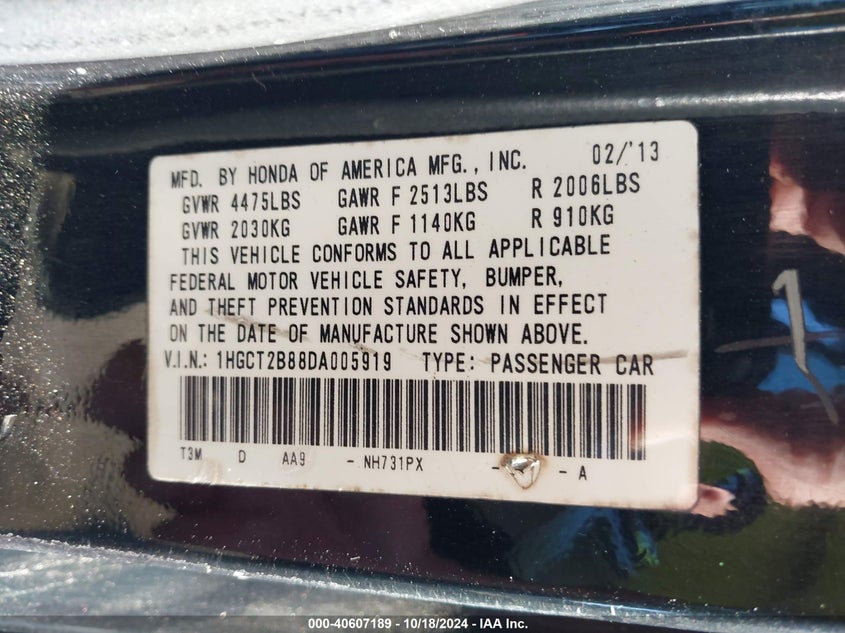 MFD. BY HONDA OF AMERICA MFG., INC. 02/'13
GVWR 4475LBS GAWR F 2513LBS R 2006LBS
GVWR 2030KG GAWR F 1140KG R 910KG
THIS VEHICLE CONFORMS TO ALL APPLICABLE
FEDERAL MOTOR VEHICLE SAFETY, BUMPER,
AND THEFT PREVENTION STANDARDS IN EFFECT
ON THE DATE OF MANUFACTURE SHOWN ABOVE.
V.I.N.: 1HGCT2B88DA005919 TYPE: PASSENGER CAR
T3M D AA9 - NH731PX - - A
000-40607189 - 10/18/2024 - IAA Inc.